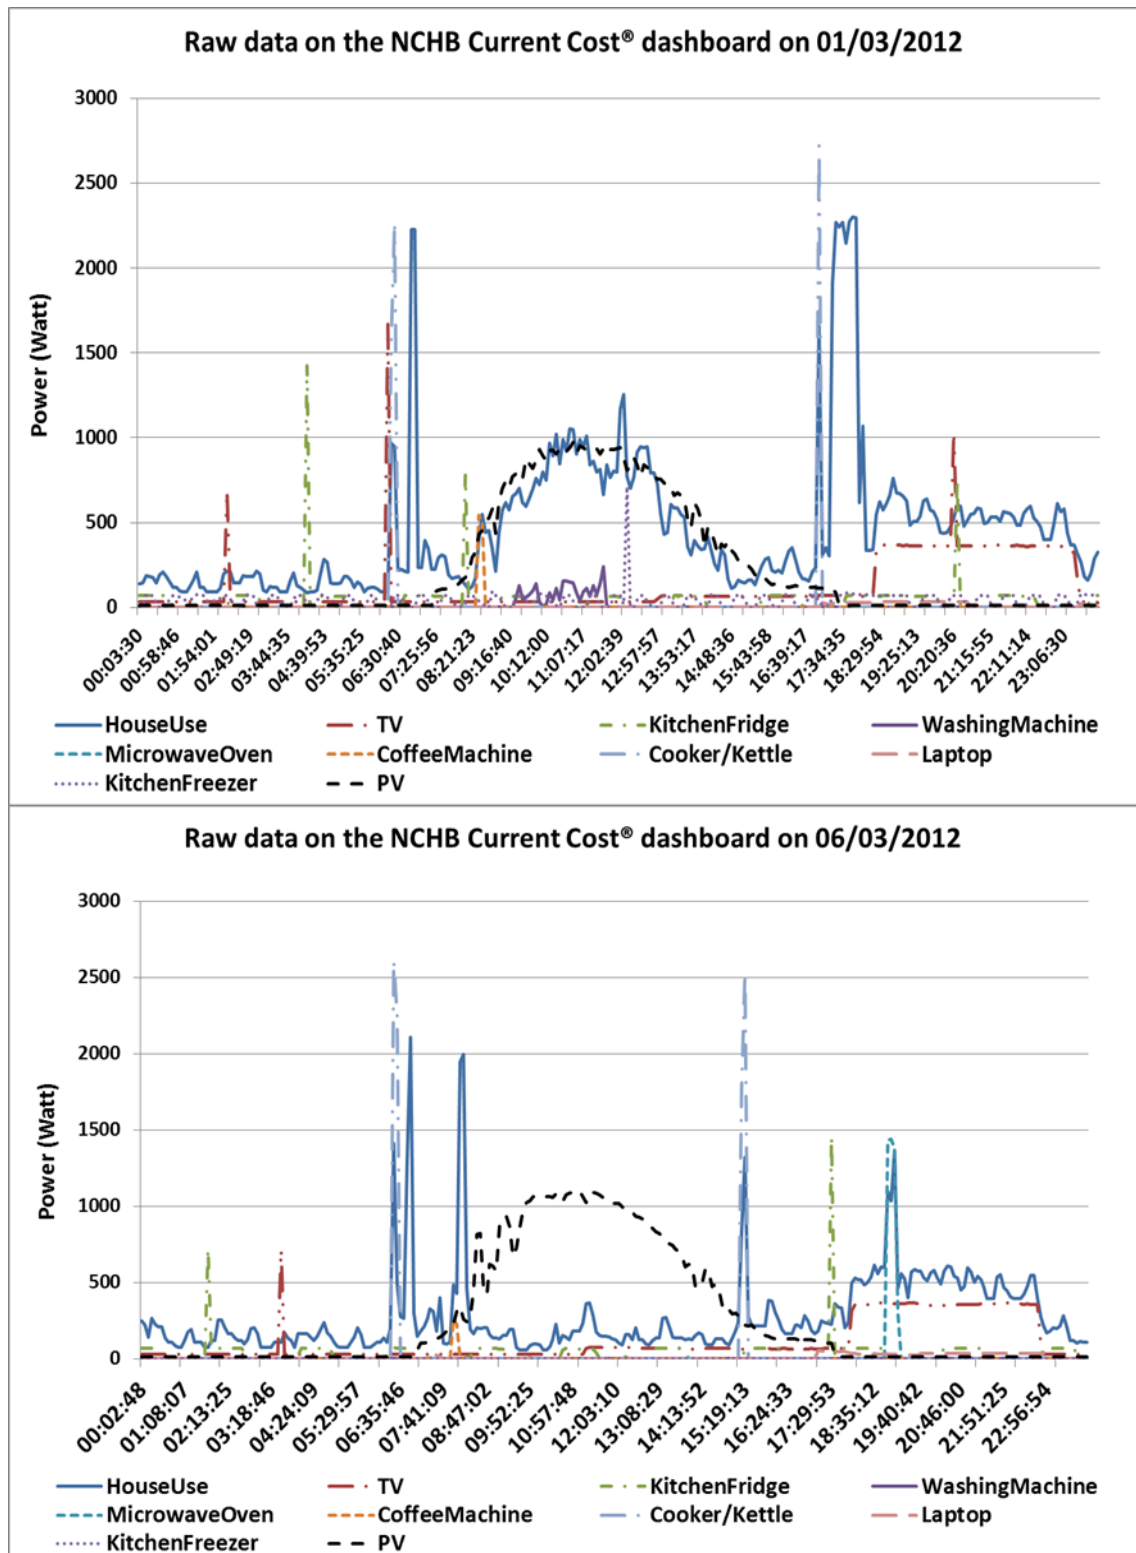 Raw data on the NCHB Current Cost® dashboard on 01/03/2012
3000
2500
2000
1500
1000
500
0
Power (Watt)
00:03:30 00:58:46 01:54:01 02:49:19 03:44:35 04:39:53 05:35:25 06:30:40 07:25:56 08:21:23 09:16:40 10:12:00 11:07:17 12:02:39 12:57:57 13:53:17 14:48:36 15:43:58 16:39:17 17:34:35 18:29:54 19:25:13 20:20:36 21:15:55 22:11:14 23:06:30
HouseUse TV KitchenFridge WashingMachine
MicrowaveOven CoffeeMachine Cooker/Kettle Laptop
KitchenFreezer PV
Raw data on the NCHB Current Cost® dashboard on 06/03/2012
3000
2500
2000
1500
1000
500
0
Power (Watt)
00:02:48 01:08:07 02:13:25 03:18:46 04:24:09 05:29:57 06:35:46 07:41:09 08:47:02 09:52:25 10:57:48 12:03:10 13:08:29 14:13:52 15:19:13 16:24:33 17:29:53 18:35:12 19:40:42 20:46:00 21:51:25 22:56:54
HouseUse TV KitchenFridge WashingMachine
MicrowaveOven CoffeeMachine Cooker/Kettle Laptop
KitchenFreezer PV